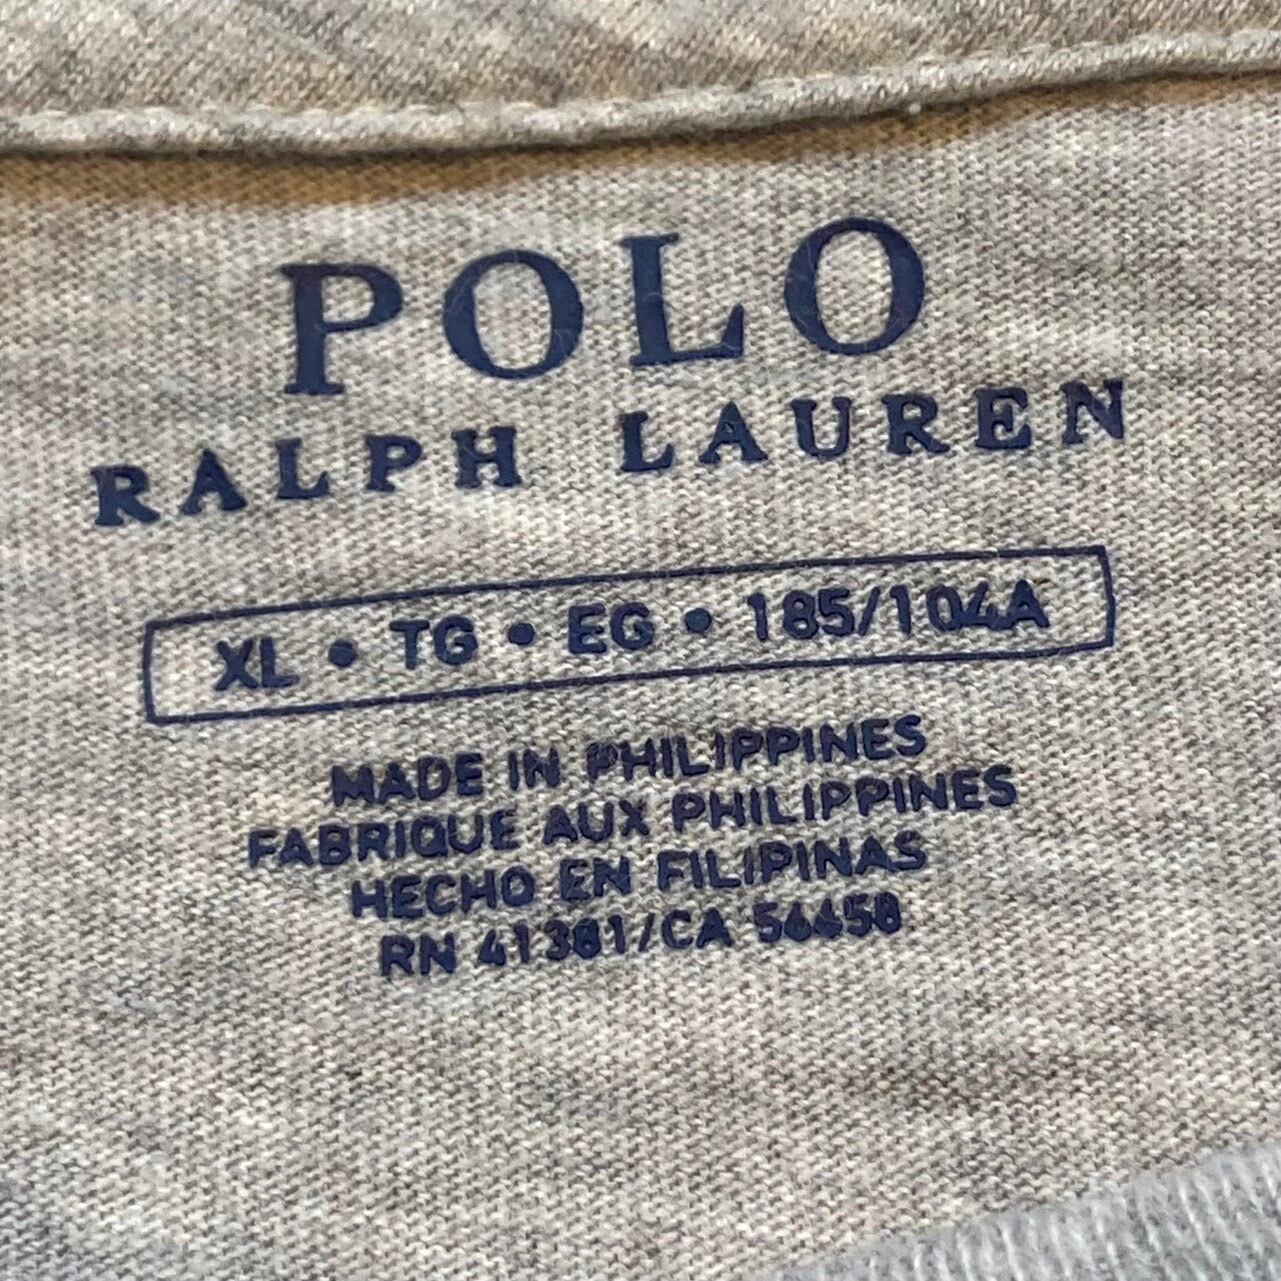 POLO
RALPH LAUREN
XL • TG • EG • 185/104A
MADE IN PHILIPPINES
FABRIQUE AUX PHILIPPINES
HECHO EN FILIPINAS
RN 41381/CA 56458